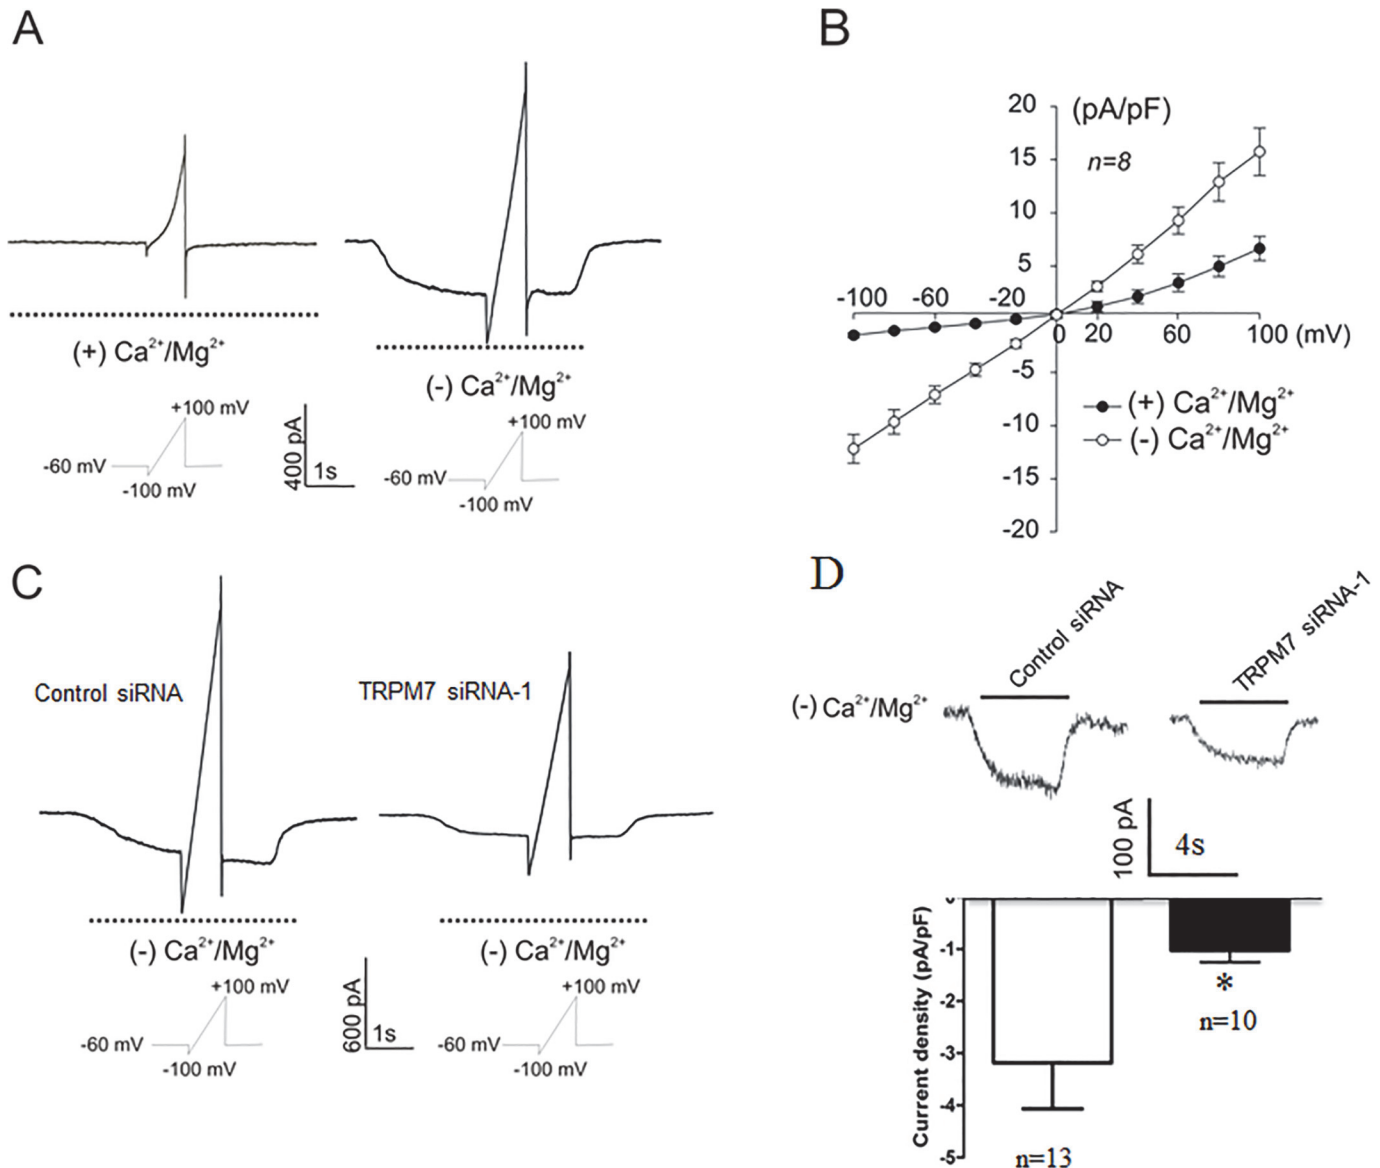 A
(+) Ca²⁺/Mg²⁺
(-) Ca²⁺/Mg²⁺
+100 mV
-60 mV
-100 mV
400 pA
1s
+100 mV
-60 mV
-100 mV
B
20
(pA/pF)
15
n=8
10
5
-100
-60
-20
0
20
60
100 (mV)
-5
-10
-15
-20
(+) Ca²⁺/Mg²⁺
(-) Ca²⁺/Mg²⁺
C
Control siRNA
TRPM7 siRNA-1
(-) Ca²⁺/Mg²⁺
(-) Ca²⁺/Mg²⁺
+100 mV
-60 mV
-100 mV
600 pA
1s
+100 mV
-60 mV
-100 mV
D
Control siRNA
TRPM7 siRNA-1
(-) Ca²⁺/Mg²⁺
100 pA
4s
Current density (pA/pF)
-1
-2
-3
-4
-5
*
n=10
n=13